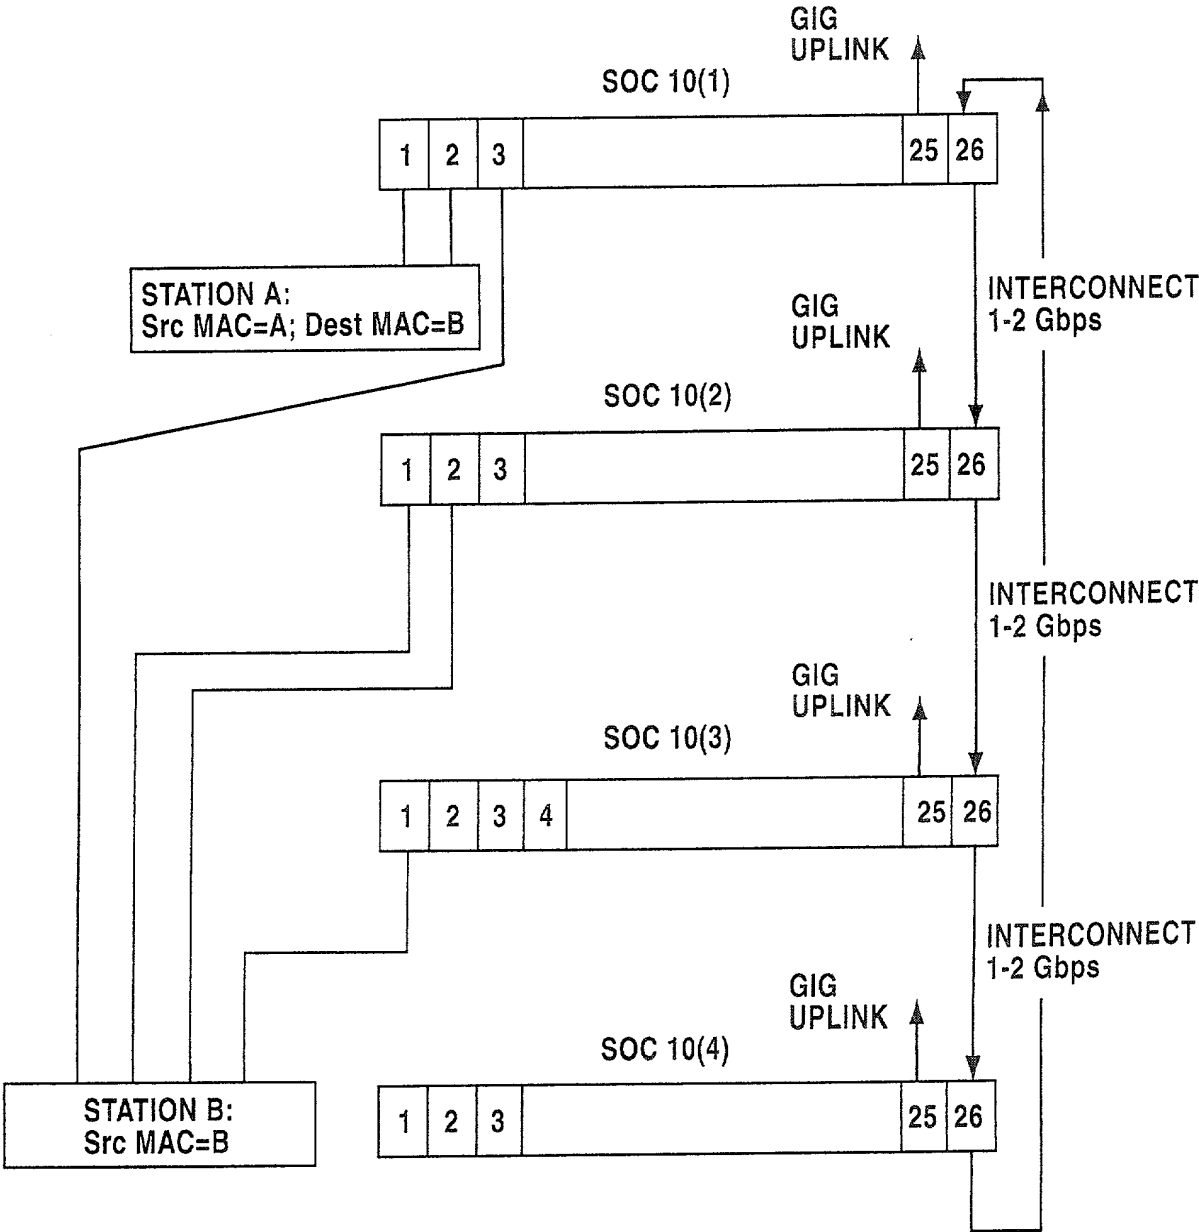 GIG
UPLINK
SOC 10(1)
1 2 3 25 26
STATION A:
Src MAC=A; Dest MAC=B
INTERCONNECT
1-2 Gbps
GIG
UPLINK
SOC 10(2)
1 2 3 25 26
INTERCONNECT
1-2 Gbps
GIG
UPLINK
SOC 10(3)
1 2 3 4 25 26
INTERCONNECT
1-2 Gbps
GIG
UPLINK
SOC 10(4)
1 2 3 25 26
STATION B:
Src MAC=B